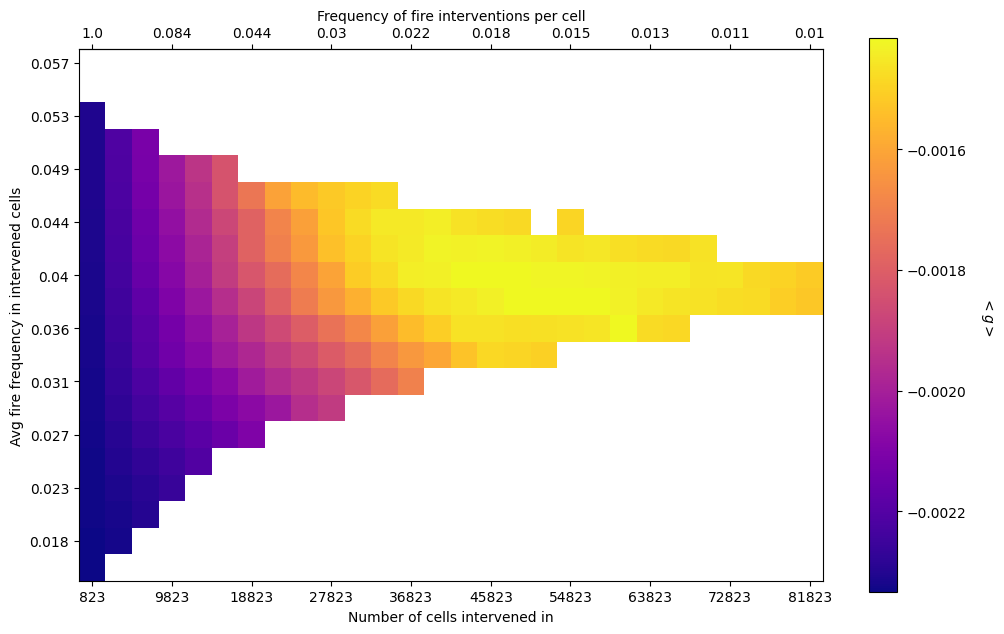 Frequency of fire interventions per cell
1.0 0.084 0.044 0.03 0.022 0.018 0.015 0.013 0.011 0.01
Avg fire frequency in intervened cells
0.057
0.053
0.049
0.044
0.04
0.036
0.031
0.027
0.023
0.018
823 9823 18823 27823 36823 45823 54823 63823 72823 81823
Number of cells intervened in
−0.0016
−0.0018
−0.0020
−0.0022
< g >